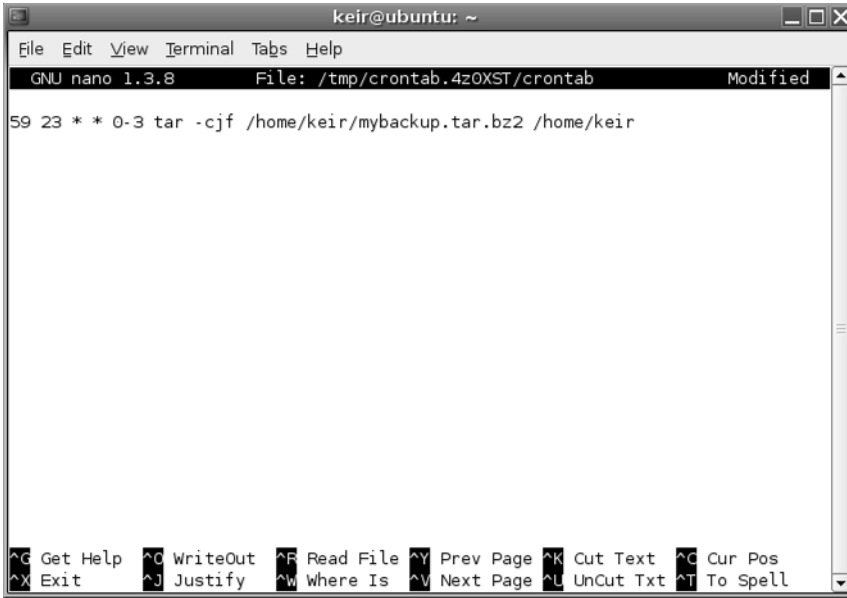 keir@ubuntu: ~
File Edit View Terminal Tabs Help
GNU nano 1.3.8 File: /tmp/crontab.4zOXST/crontab Modified
59 23 * * 0-3 tar -cjf /home/keir/mybackup.tar.bz2 /home/keir
^G Get Help ^O WriteOut ^R Read File ^Y Prev Page ^K Cut Text ^C Cur Pos
^X Exit ^J Justify ^W Where Is ^V Next Page ^U UnCut Txt ^T To Spell